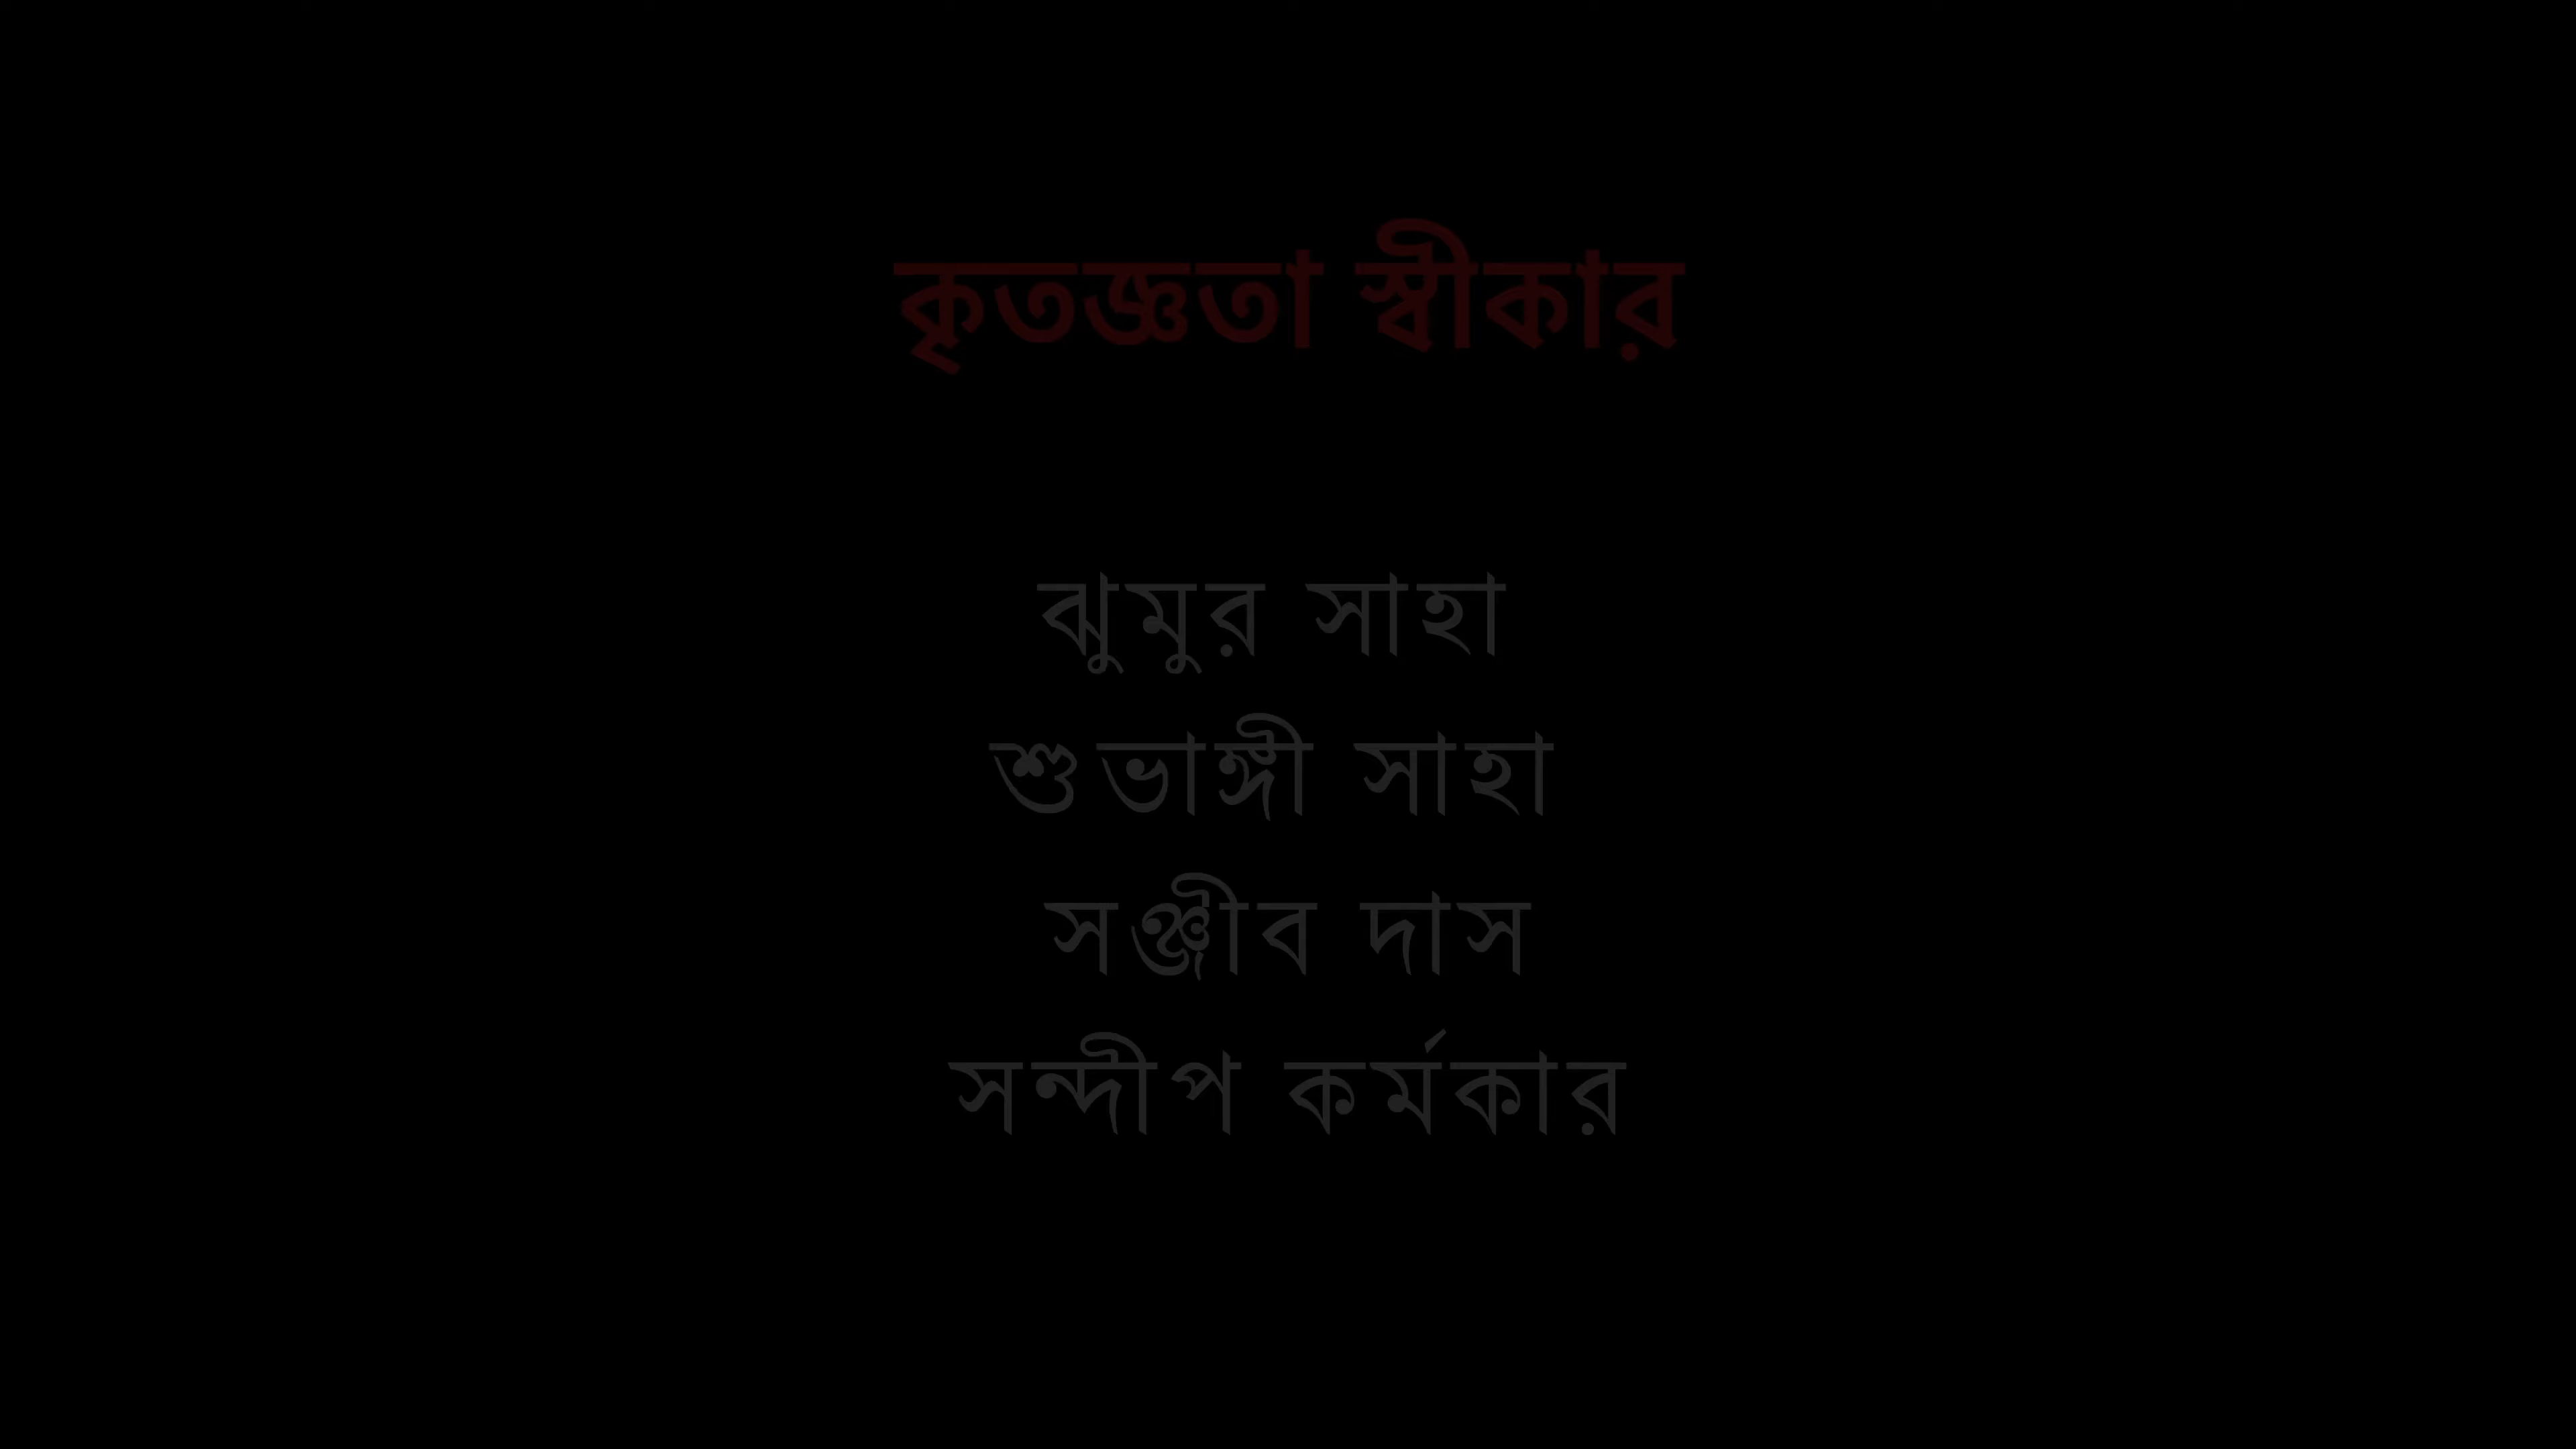 কৃতজ্ঞতা স্বীকার
ঝুমুর সাহা
শুভাঙ্গী সাহা
সঞ্জীব দাস
সন্দীপ কর্মকার